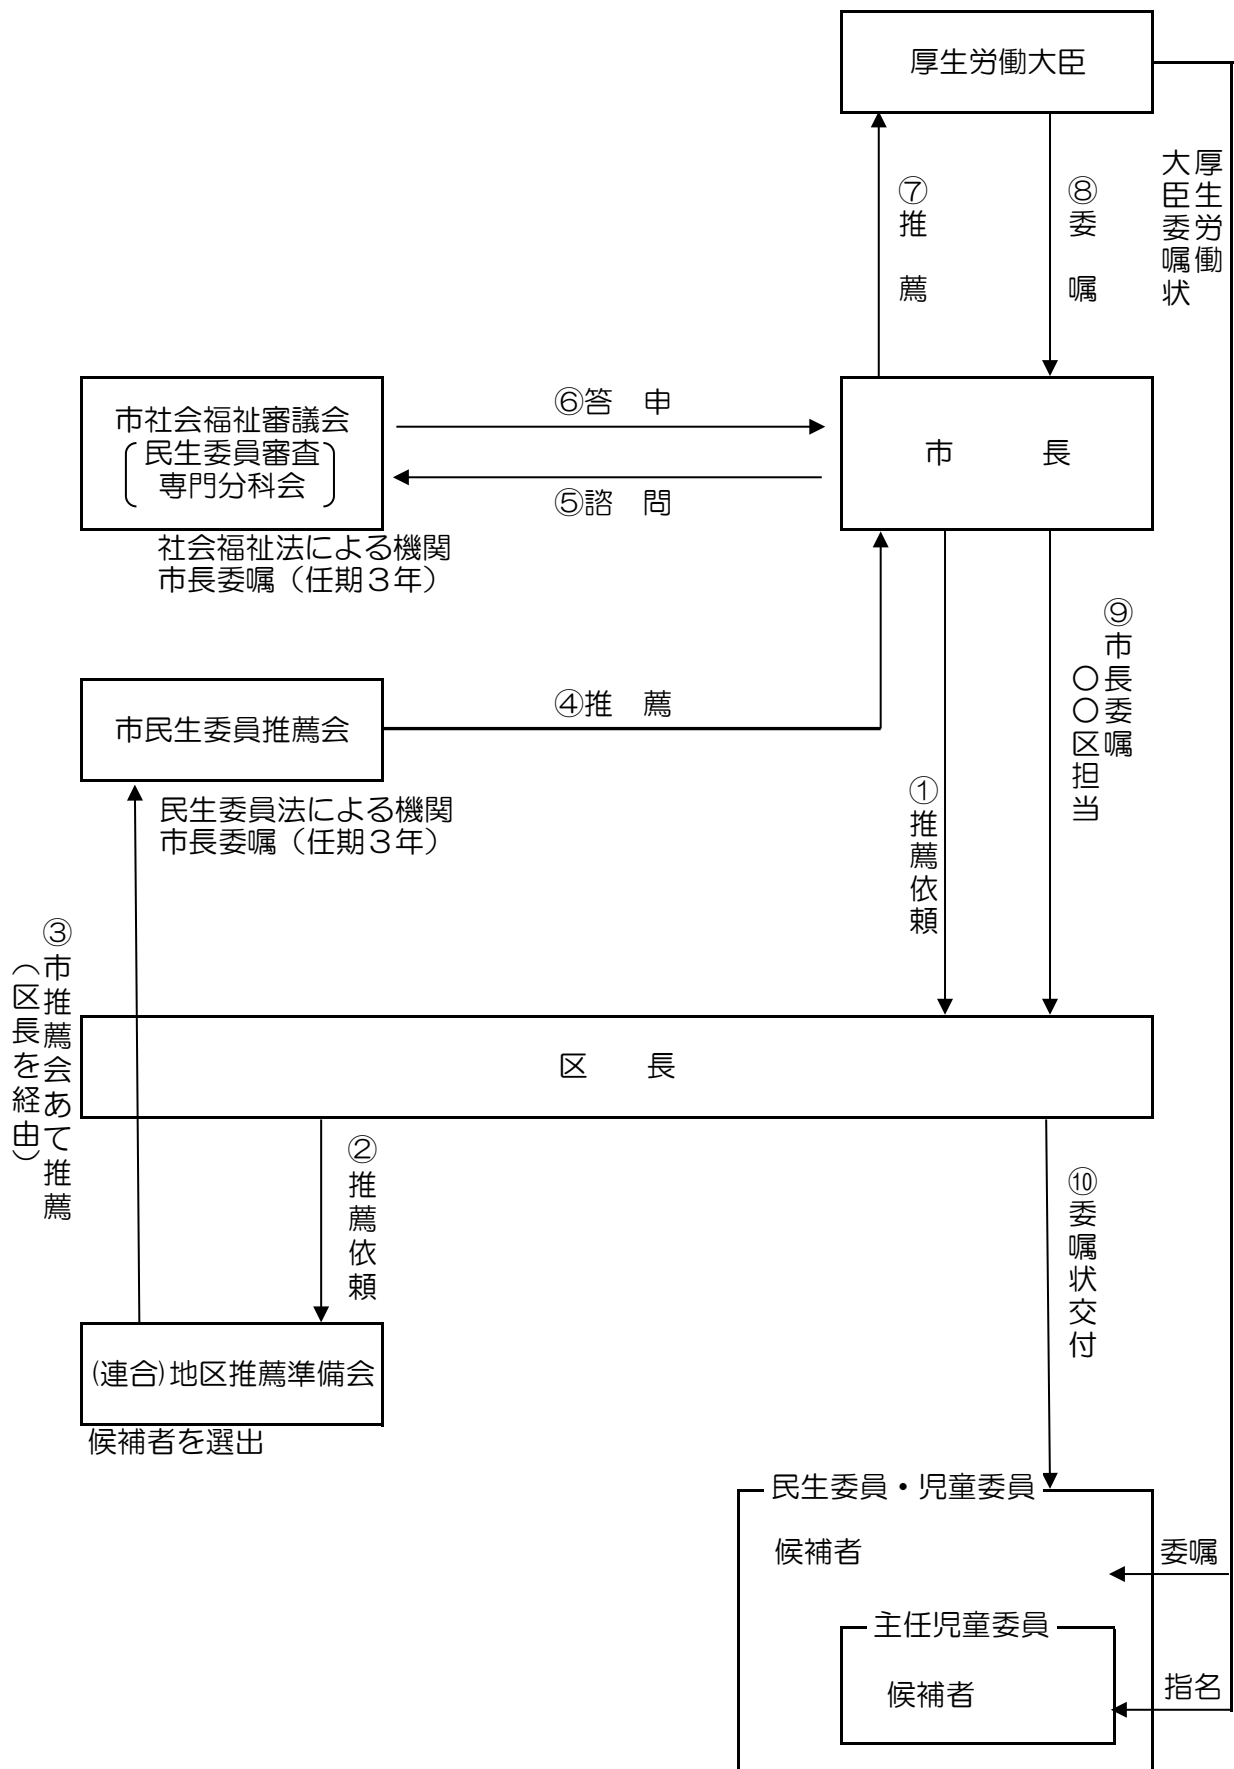 厚生労働大臣
厚生労働
大臣委嘱状
⑦推　薦
⑧委　嘱
市社会福祉審議会
民生委員審査
専門分科会
⑥答　申
⑤諮　問
市　　長
社会福祉法による機関
市長委嘱（任期３年）
⑨市長委嘱
〇〇区担当
市民生委員推薦会
④推　薦
民生委員法による機関
市長委嘱（任期３年）
①推薦依頼
③市推薦会あて推薦
（区長を経由）
区　　長
②推薦依頼
⑩委嘱状交付
(連合)地区推薦準備会
候補者を選出
民生委員・児童委員
候補者
委嘱
主任児童委員
候補者
指名